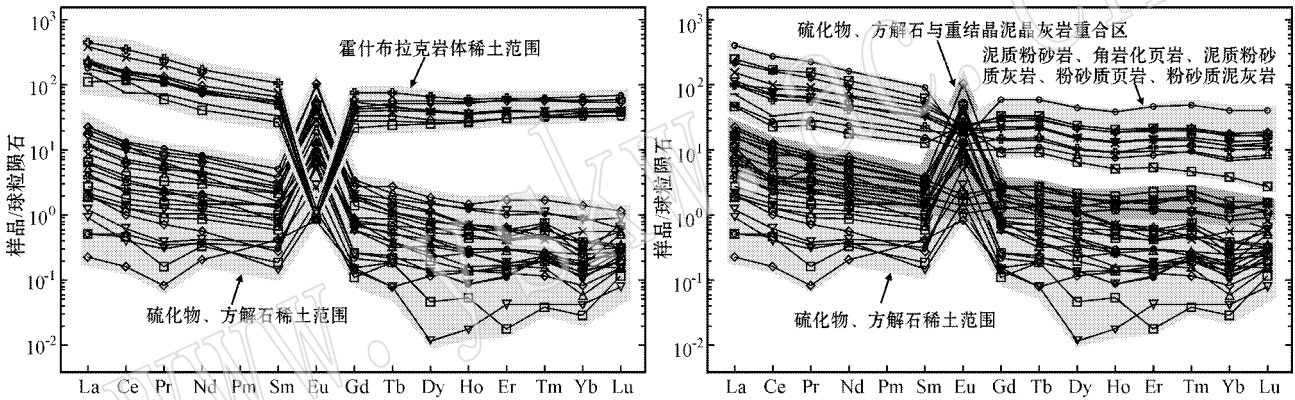 10³
10²
10¹
10⁰
10⁻¹
10⁻²
样品/球粒陨石
霍什布拉克岩体稀土范围
硫化物、方解石稀土范围
La Ce Pr Nd Pm Sm Eu Gd Tb Dy Ho Er Tm Yb Lu
10³
10²
10¹
10⁰
10⁻¹
10⁻²
样品/球粒陨石
硫化物、方解石与重结晶泥晶灰岩重合区
泥质粉砂岩、角岩化页岩、泥质粉砂
质灰岩、粉砂质页岩、粉砂质泥灰岩
硫化物、方解石稀土范围
La Ce Pr Nd Pm Sm Eu Gd Tb Dy Ho Er Tm Yb Lu